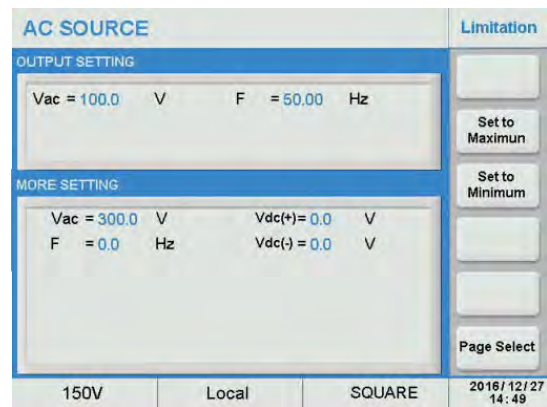 AC SOURCE
Limitation
OUTPUT SETTING
Vac = 100.0 V F = 50.00 Hz
Set to
Maximun
MORE SETTING
Set to
Minimum
Vac = 300.0 V Vdc(+)= 0.0 V
F = 0.0 Hz Vdc(-) = 0.0 V
Page Select
150V Local SQUARE 2016/12/27
14:49